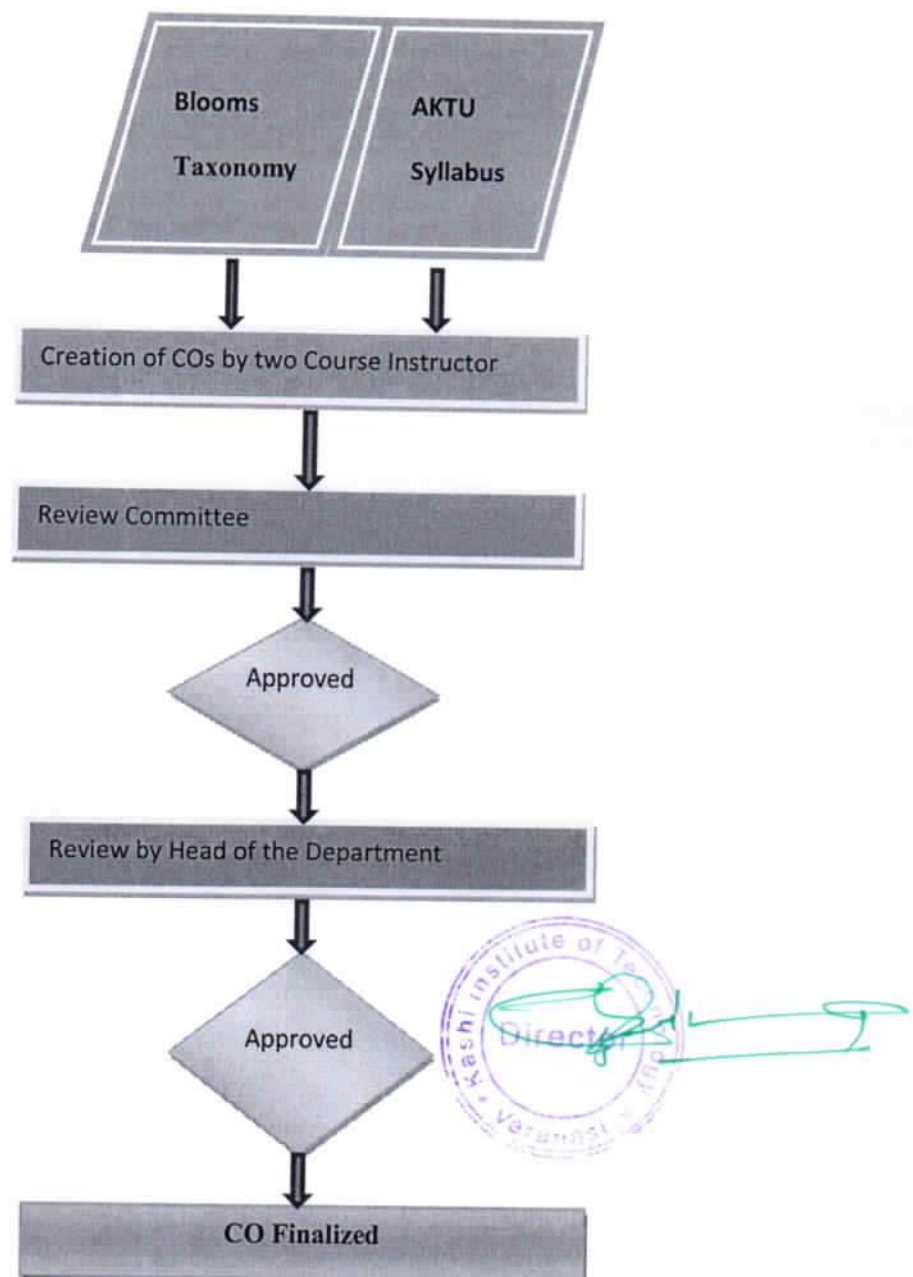 Blooms
Taxonomy
AKTU
Syllabus
Creation of COs by two Course Instructor
Review Committee
Approved
Review by Head of the Department
Approved
Kashi Institute of Technology
Varanasi
Director
CO Finalized